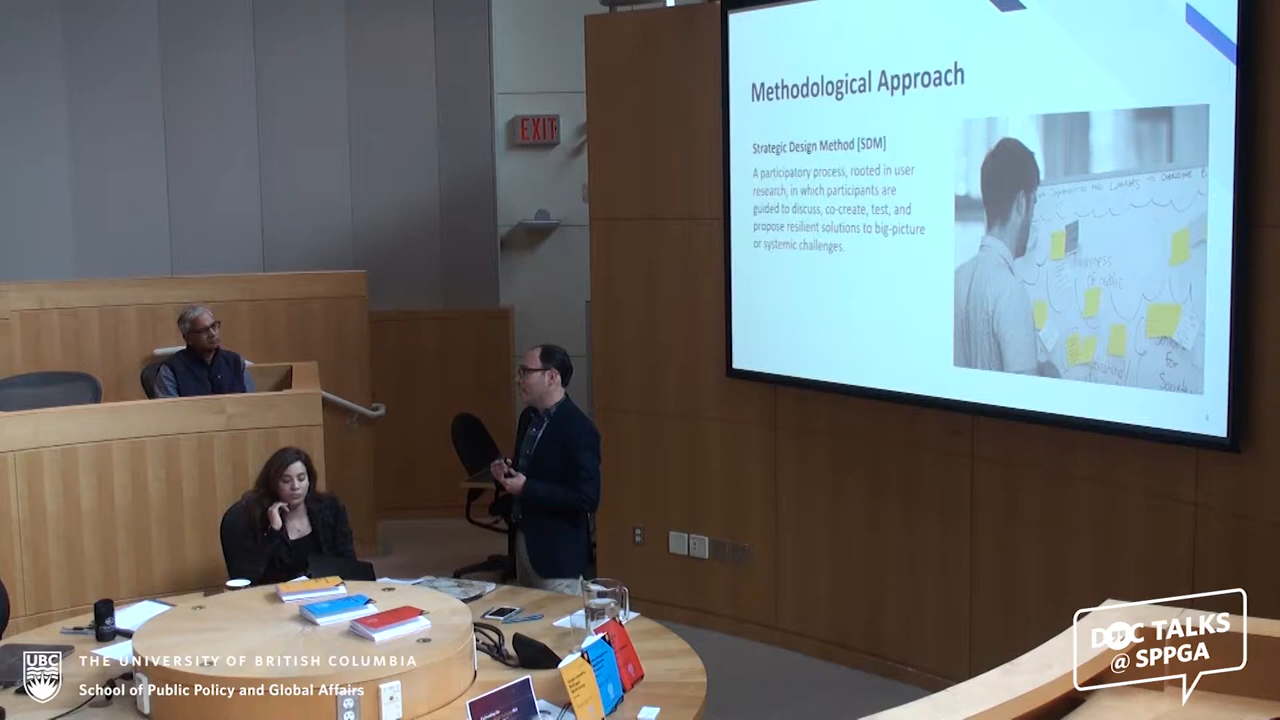 EXIT
Methodological Approach
Strategic Design Method [SDM]
A participatory process, rooted in user
research, in which participants are
guided to discuss, co-create, test, and
propose resilient solutions to big-picture
or systemic challenges.
UBC
THE UNIVERSITY OF BRITISH COLUMBIA
School of Public Policy and Global Affairs
DOC TALKS
@ SPPGA